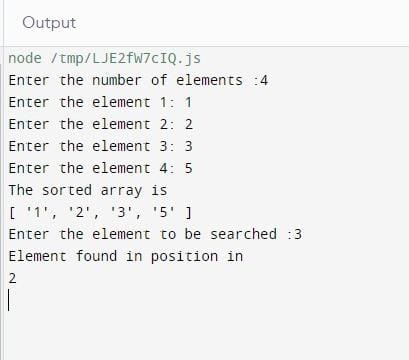 Output
node /tmp/LJE2fW7cIQ.js
Enter the number of elements :4
Enter the element 1: 1
Enter the element 2: 2
Enter the element 3: 3
Enter the element 4: 5
The sorted array is
[ '1', '2', '3', '5' ]
Enter the element to be searched :3
Element found in position in
2